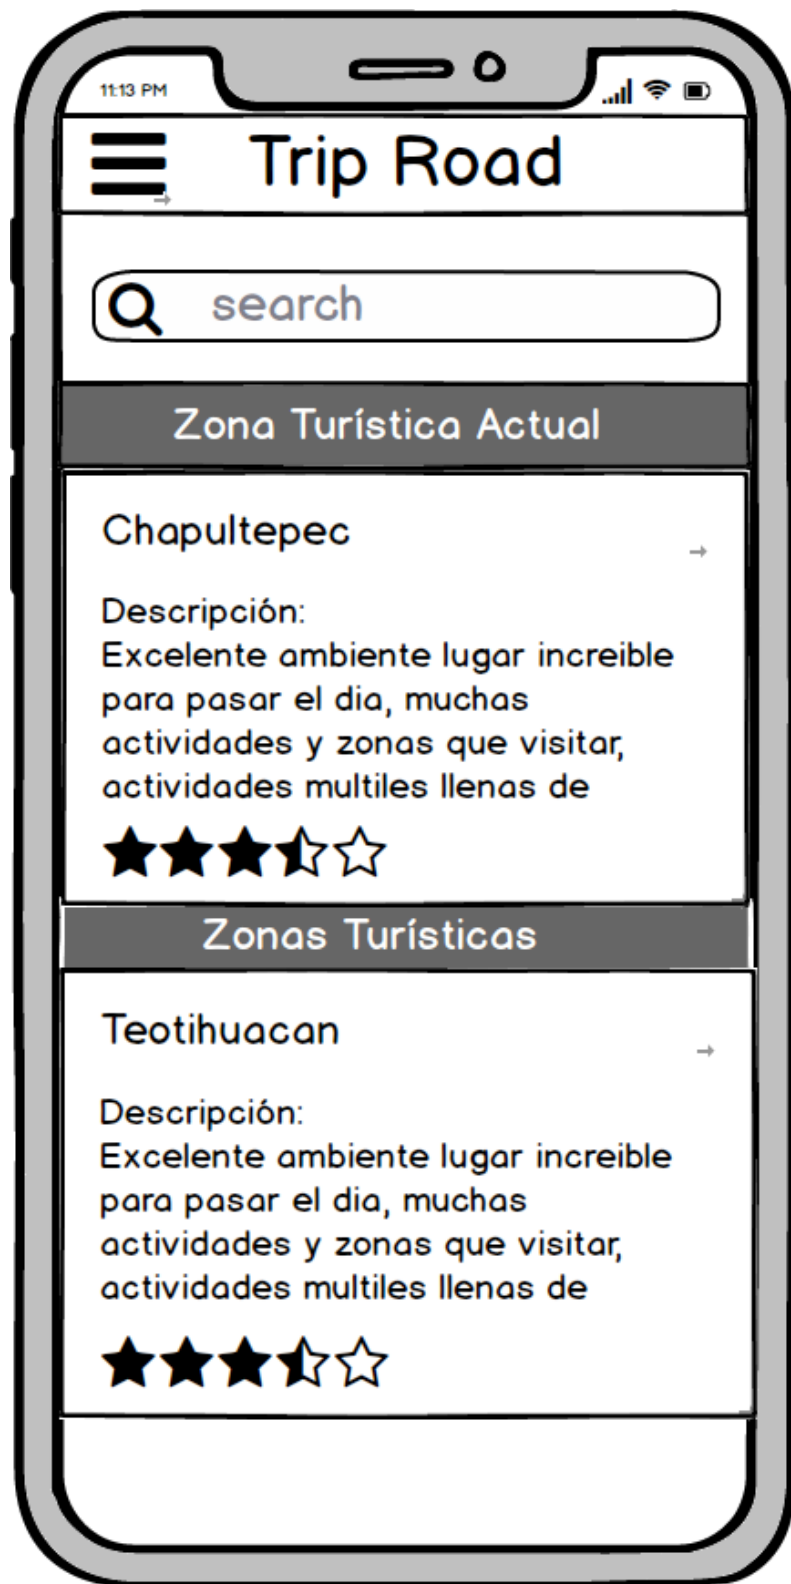 11:13 PM
Trip Road
search
Zona Turística Actual
Chapultepec
Descripción:
Excelente ambiente lugar increible
para pasar el dia, muchas
actividades y zonas que visitar,
actividades multiles llenas de
Zonas Turísticas
Teotihuacan
Descripción:
Excelente ambiente lugar increible
para pasar el dia, muchas
actividades y zonas que visitar,
actividades multiles llenas de